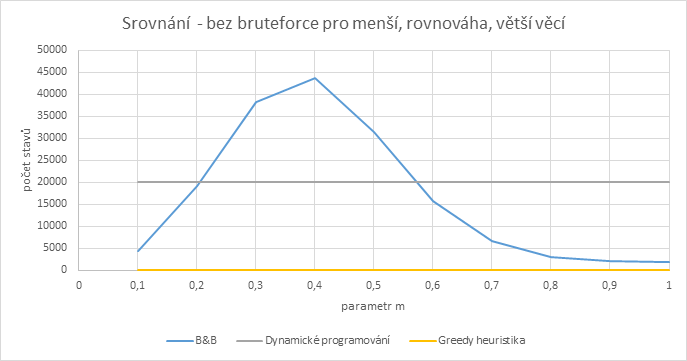 Srovnání - bez bruteforce pro menší, rovnováha, větší věcí
50000
45000
40000
35000
30000
25000
20000
15000
10000
5000
0
počet stavů
0 0,1 0,2 0,3 0,4 0,5 0,6 0,7 0,8 0,9 1
parametr m
B&B Dynamické programování Greedy heuristika